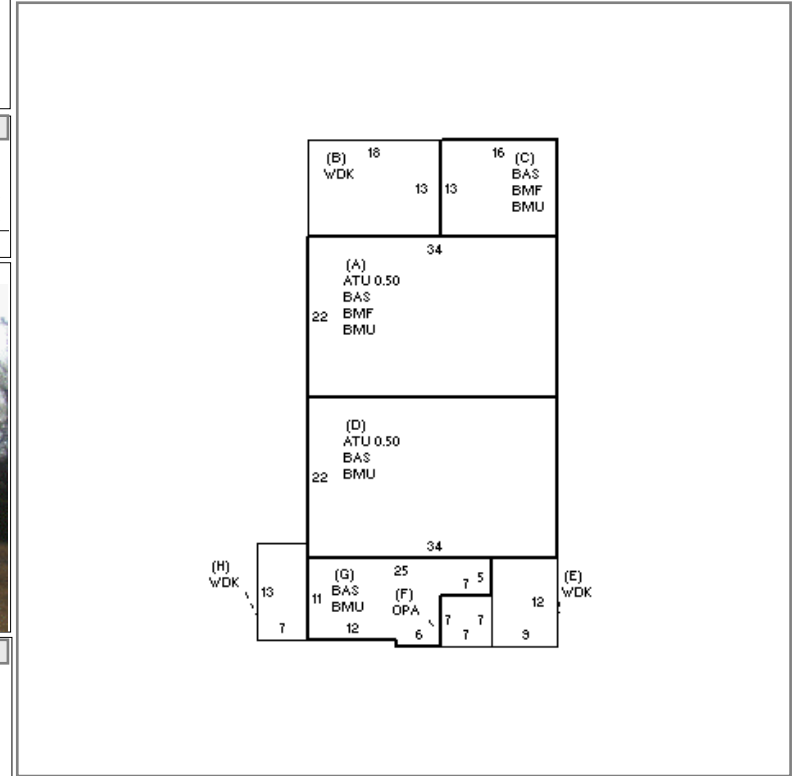 (B) 18
WDK
13
16 (C)
13 BAS
BMF
BMU
34
(A)
ATU 0.50
BAS
22 BMF
BMU
(D)
ATU 0.50
BAS
22 BMU
34
(H)
WDK
13
7
(G) 25
11 BAS
BMU
12
7 5
(F)
OPA
6
7 7
7
(E)
WDK
12
9